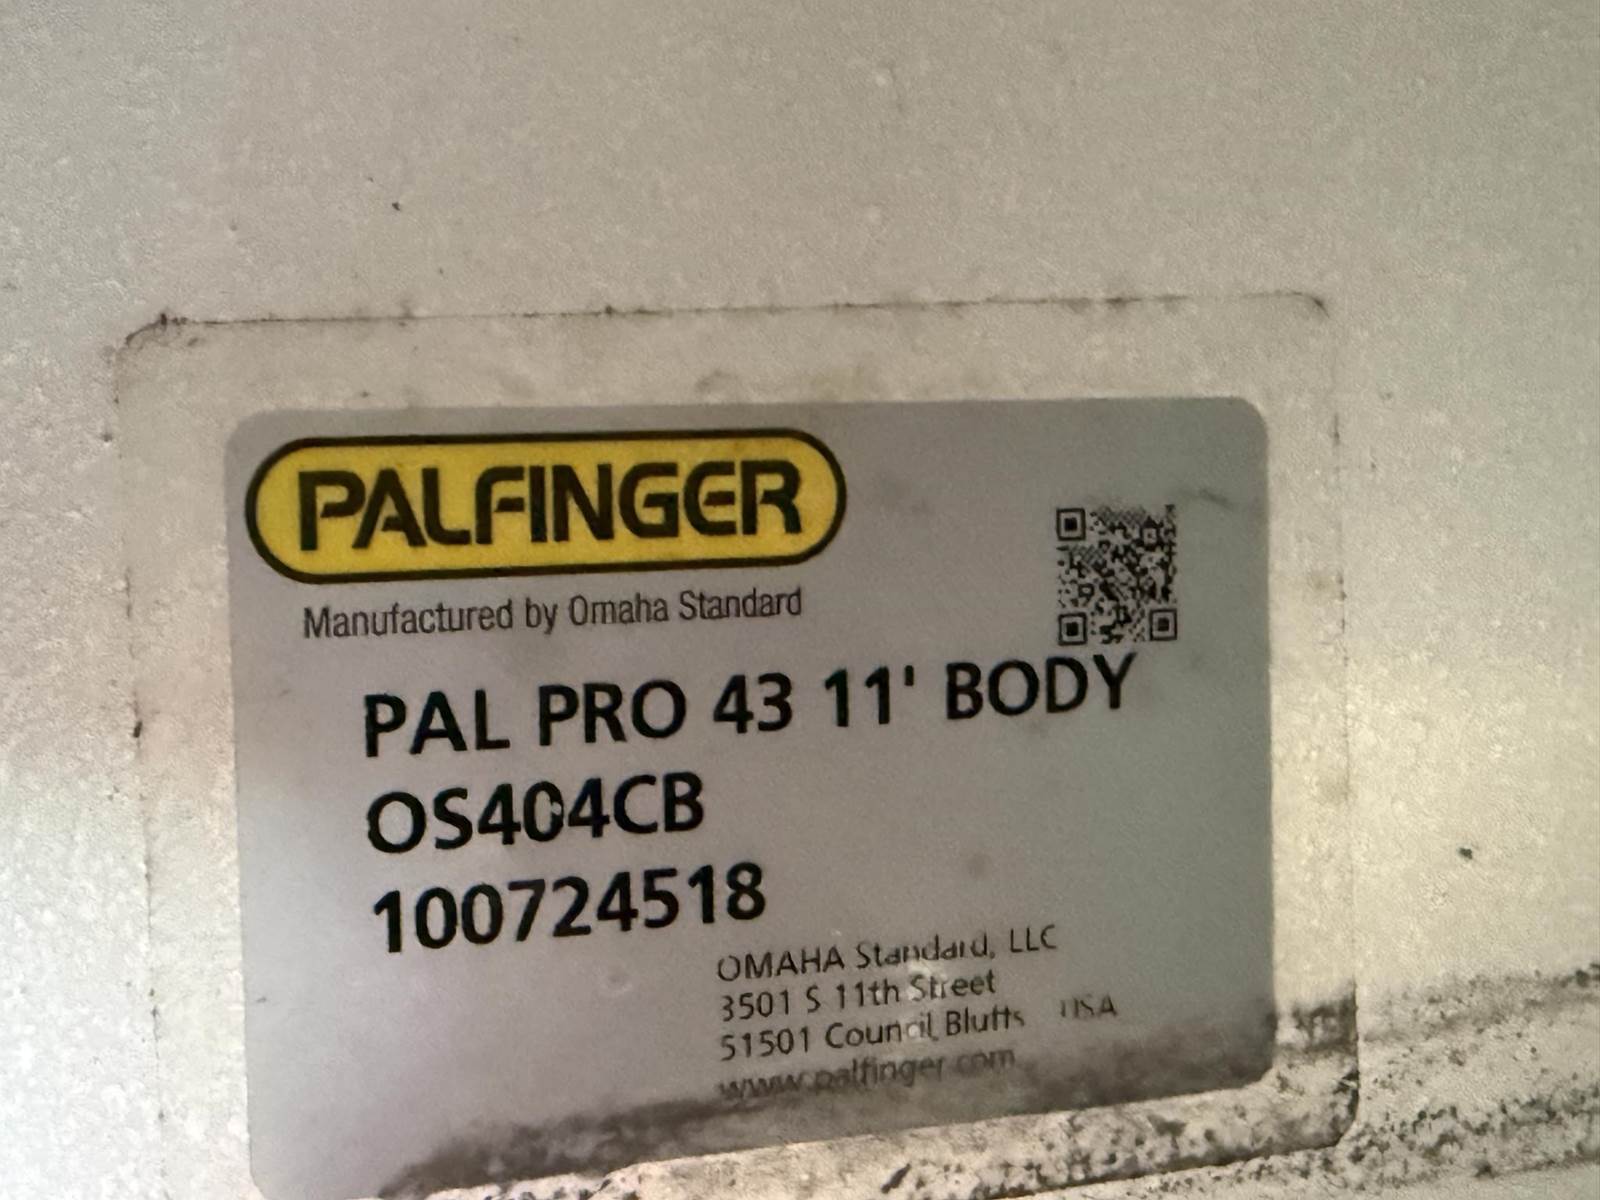 PALFINGER
Manufactured by Omaha Standard
PAL PRO 43 11' BODY
OS404CB
100724518
OMAHA Standard, LLC
3501 S 11th Street
51501 Council Bluffs USA
www.palfinger.com